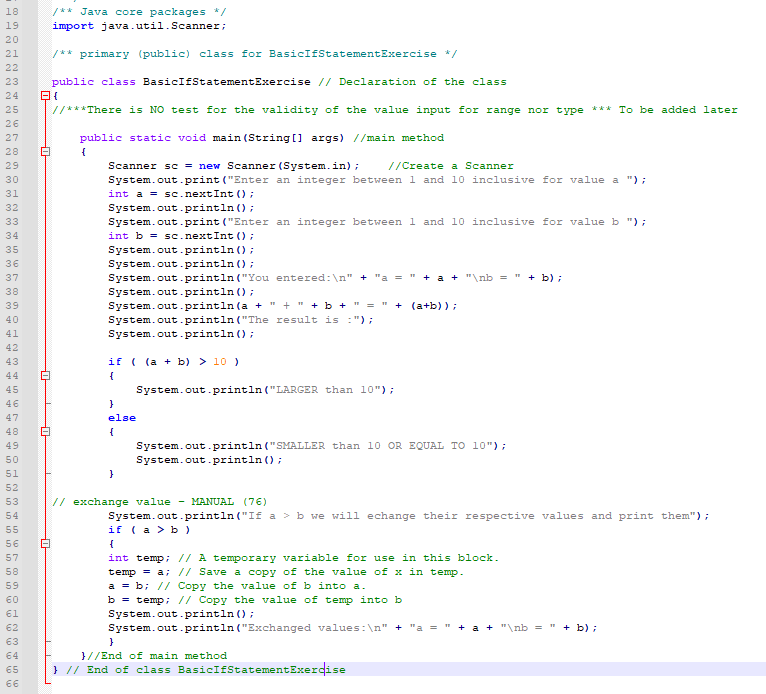 18 /** Java core packages */
19 import java.util.Scanner;
20
21 /** primary (public) class for BasicIfStatementExercise */
22
23 public class BasicIfStatementExercise // Declaration of the class
24 {
25 //***There is NO test for the validity of the value input for range nor type *** To be added later
26
27 public static void main(String[] args) //main method
28 {
29 Scanner sc = new Scanner(System.in); //Create a Scanner
30 System.out.print("Enter an integer between 1 and 10 inclusive for value a ");
31 int a = sc.nextInt();
32 System.out.println();
33 System.out.print("Enter an integer between 1 and 10 inclusive for value b ");
34 int b = sc.nextInt();
35 System.out.println();
36 System.out.println();
37 System.out.println("You entered:\n" + "a = " + a + "\nb = " + b);
38 System.out.println();
39 System.out.println(a + " + " + b + " = " + (a+b));
40 System.out.println("The result is :");
41 System.out.println();
42
43 if ( (a + b) > 10 )
44 {
45 System.out.println("LARGER than 10");
46 }
47 else
48 {
49 System.out.println("SMALLER than 10 OR EQUAL TO 10");
50 System.out.println();
51 }
52
53 // exchange value - MANUAL (76)
54 System.out.println("If a > b we will echange their respective values and print them");
55 if ( a > b )
56 {
57 int temp; // A temporary variable for use in this block.
58 temp = a; // Save a copy of the value of x in temp.
59 a = b; // Copy the value of b into a.
60 b = temp; // Copy the value of temp into b
61 System.out.println();
62 System.out.println("Exchanged values:\n" + "a = " + a + "\nb = " + b);
63 }
64 }//End of main method
65 } // End of class BasicIfStatementExercise
66